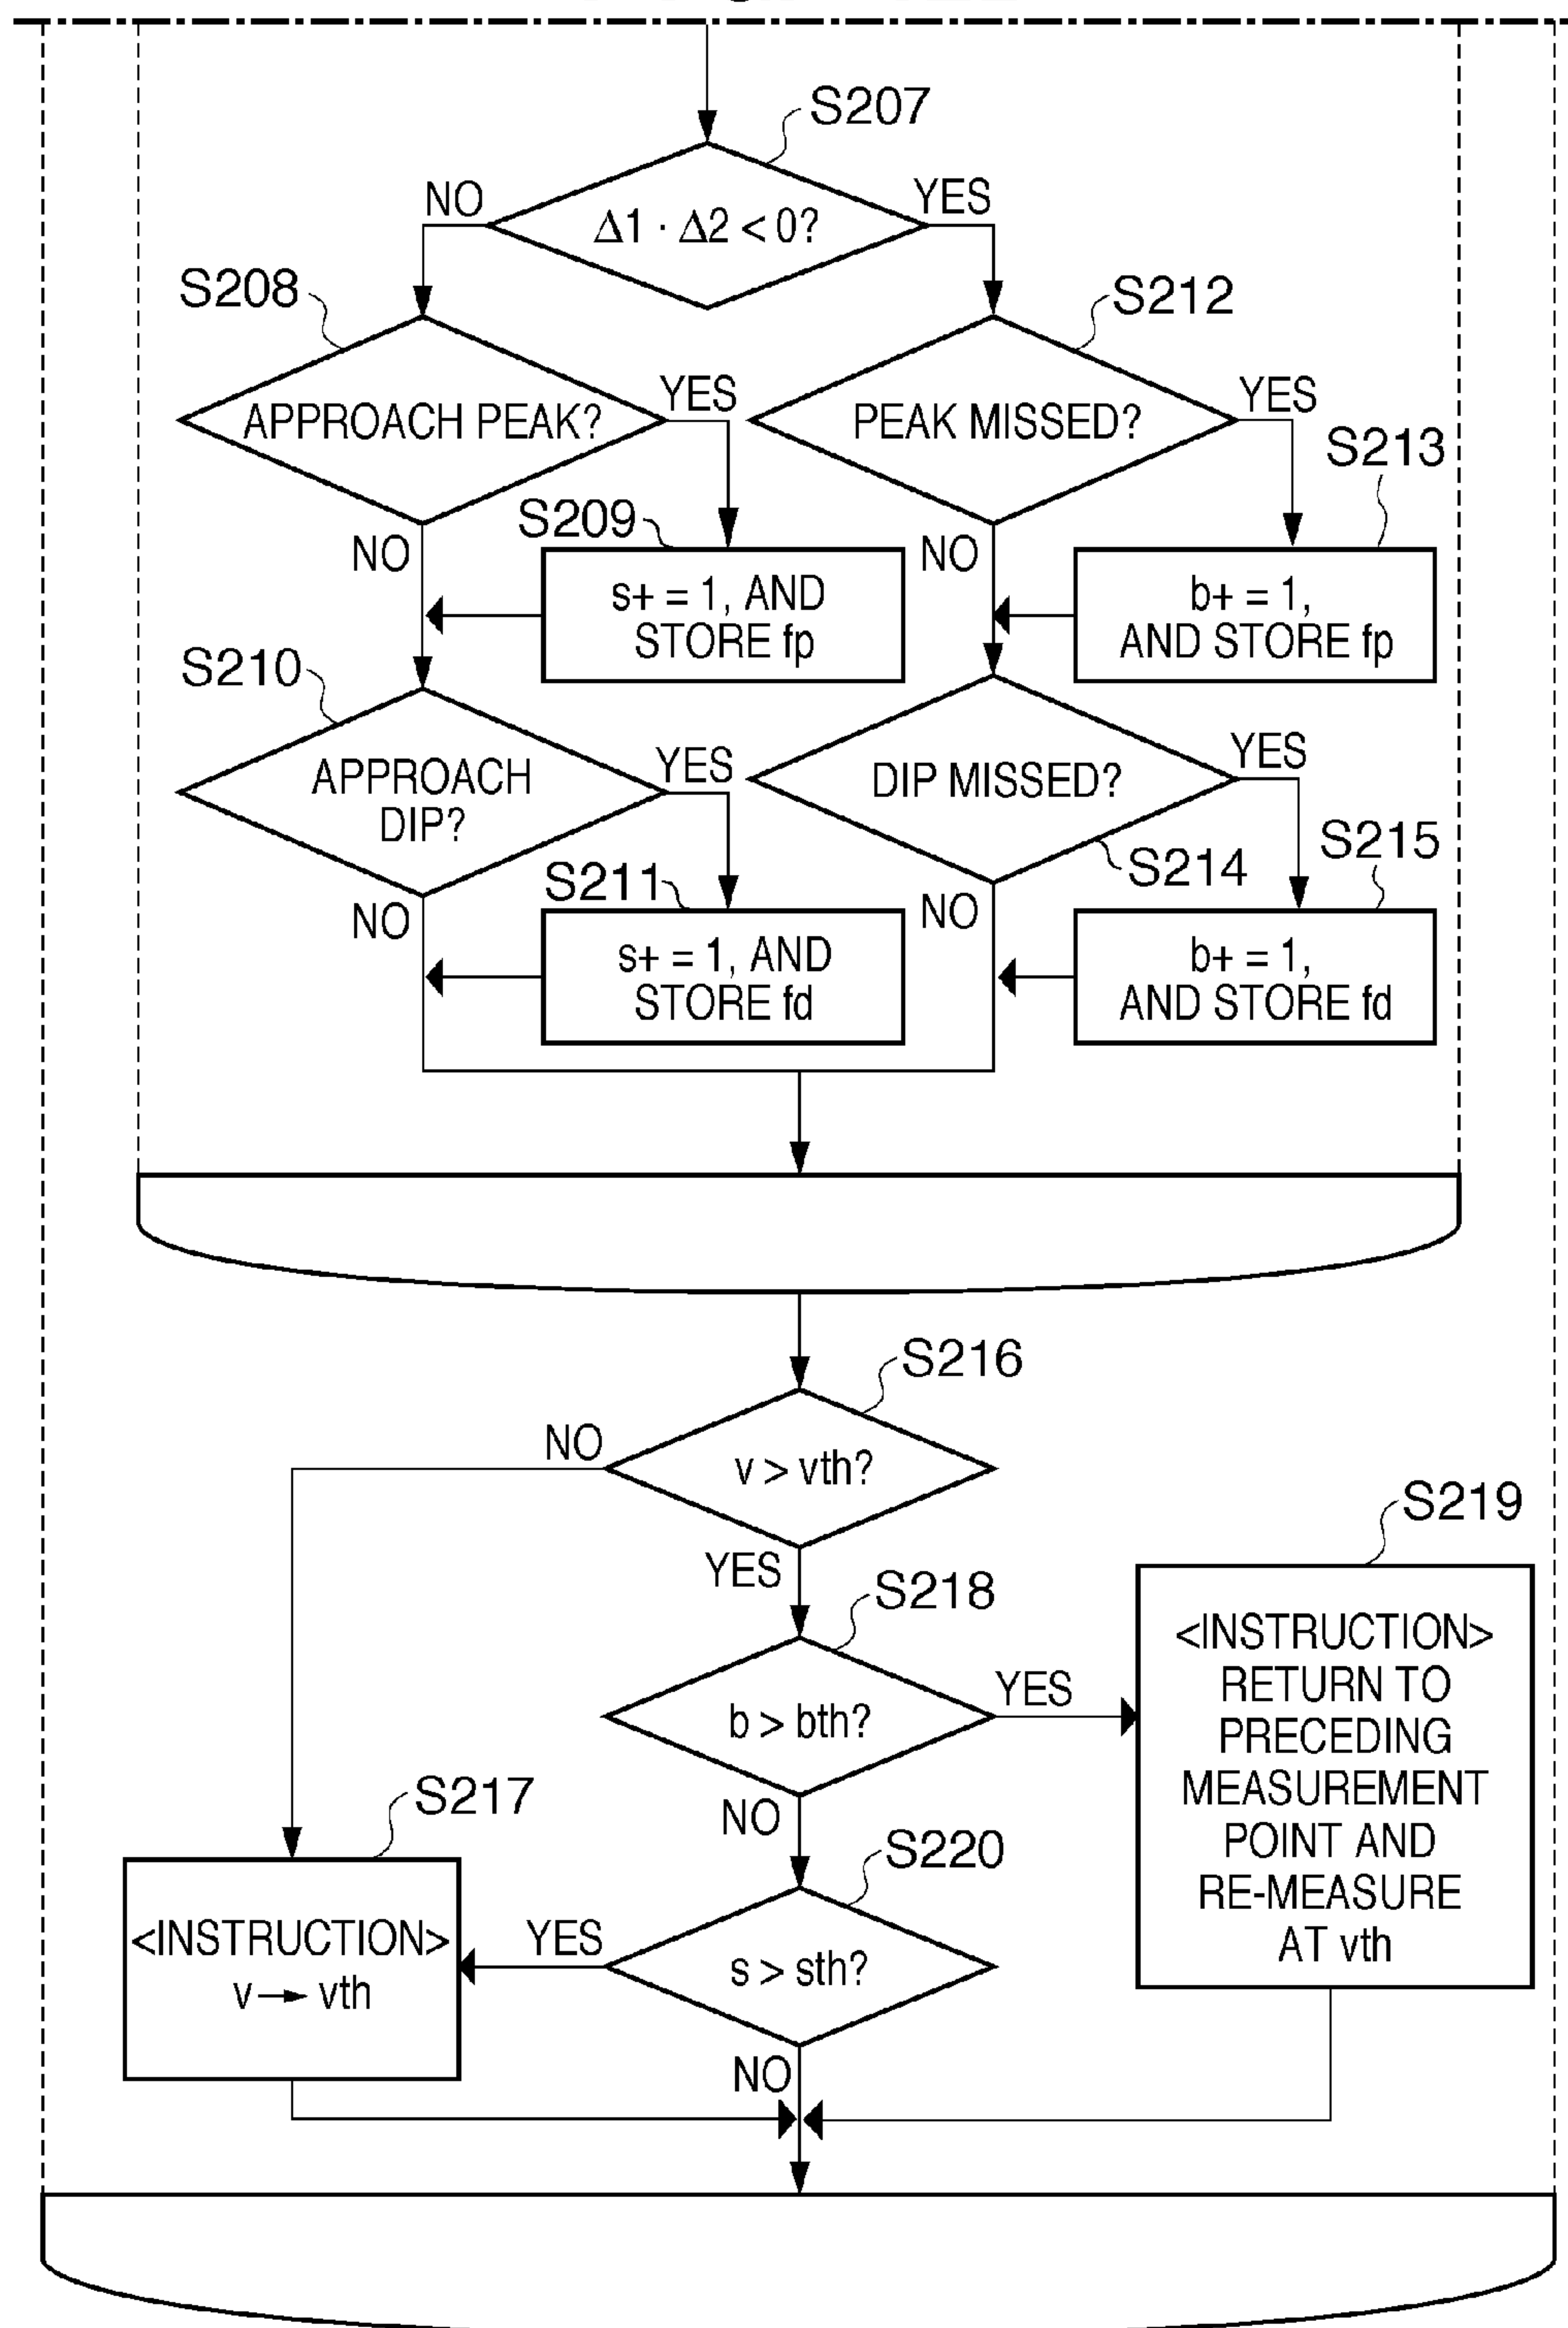 S207
NO
YES
Δ1 · Δ2 < 0?
S208
S212
APPROACH PEAK?
YES
PEAK MISSED?
YES
S213
S209
NO
NO
s+ = 1, AND
STORE fp
b+ = 1,
AND STORE fp
S210
APPROACH
DIP?
YES
DIP MISSED?
YES
S214
S215
S211
NO
NO
s+ = 1, AND
STORE fd
b+ = 1,
AND STORE fd
S216
NO
v > vth?
YES
S218
S219
b > bth?
YES
<INSTRUCTION>
RETURN TO
PRECEDING
MEASUREMENT
POINT AND
RE-MEASURE
AT vth
NO
S217
S220
<INSTRUCTION>
v → vth
YES
s > sth?
NO